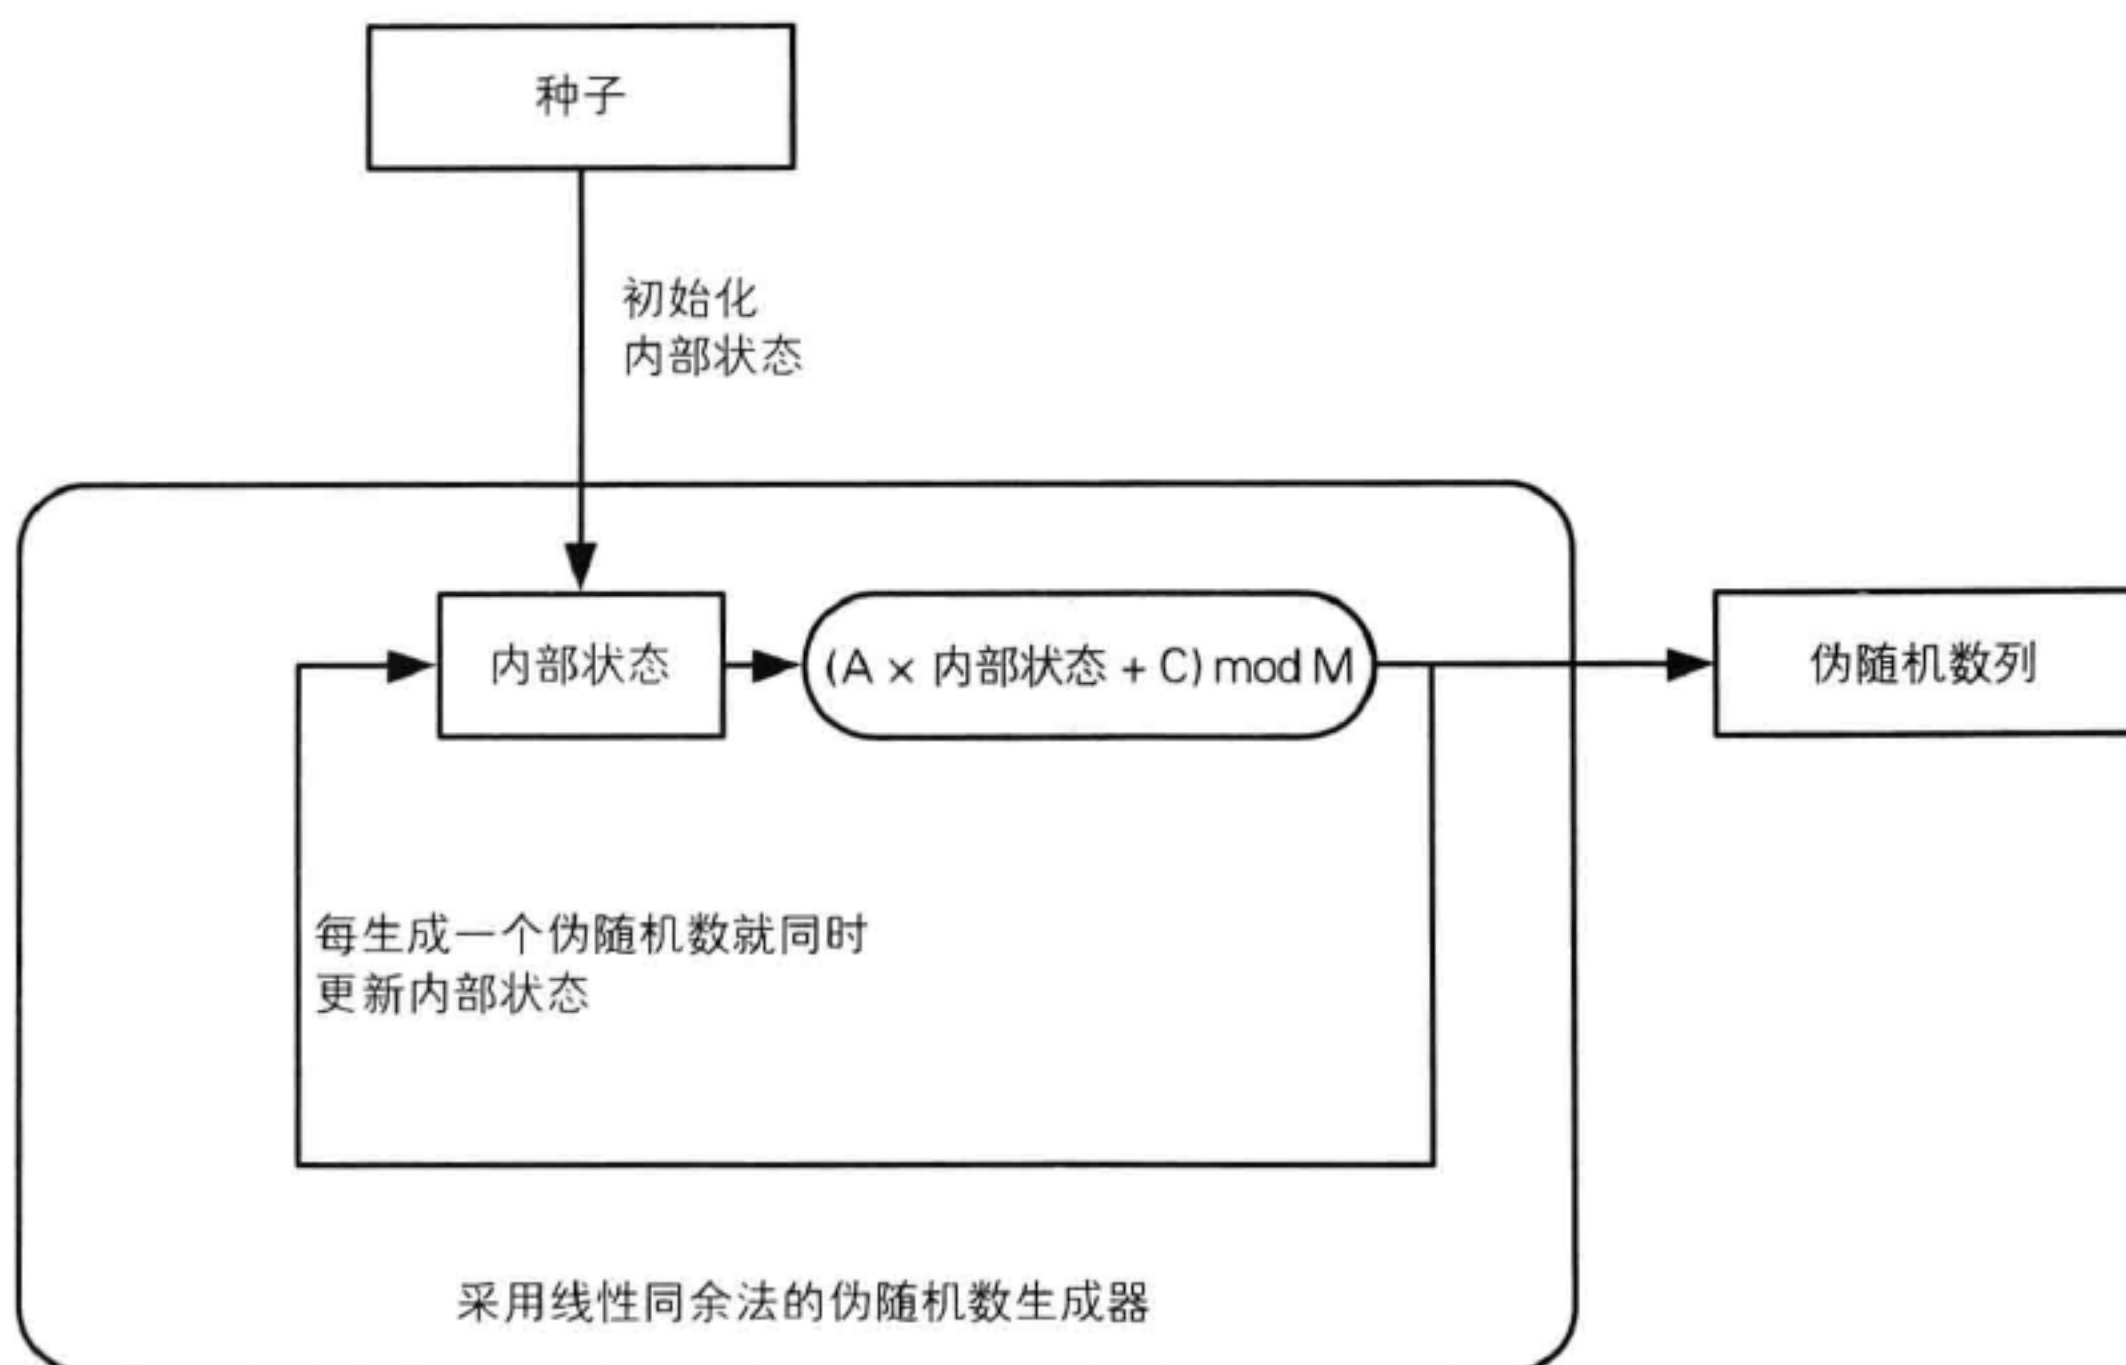 种子
初始化
内部状态
内部状态
(A × 内部状态 + C) mod M
伪随机数列
每生成一个伪随机数就同时
更新内部状态
采用线性同余法的伪随机数生成器